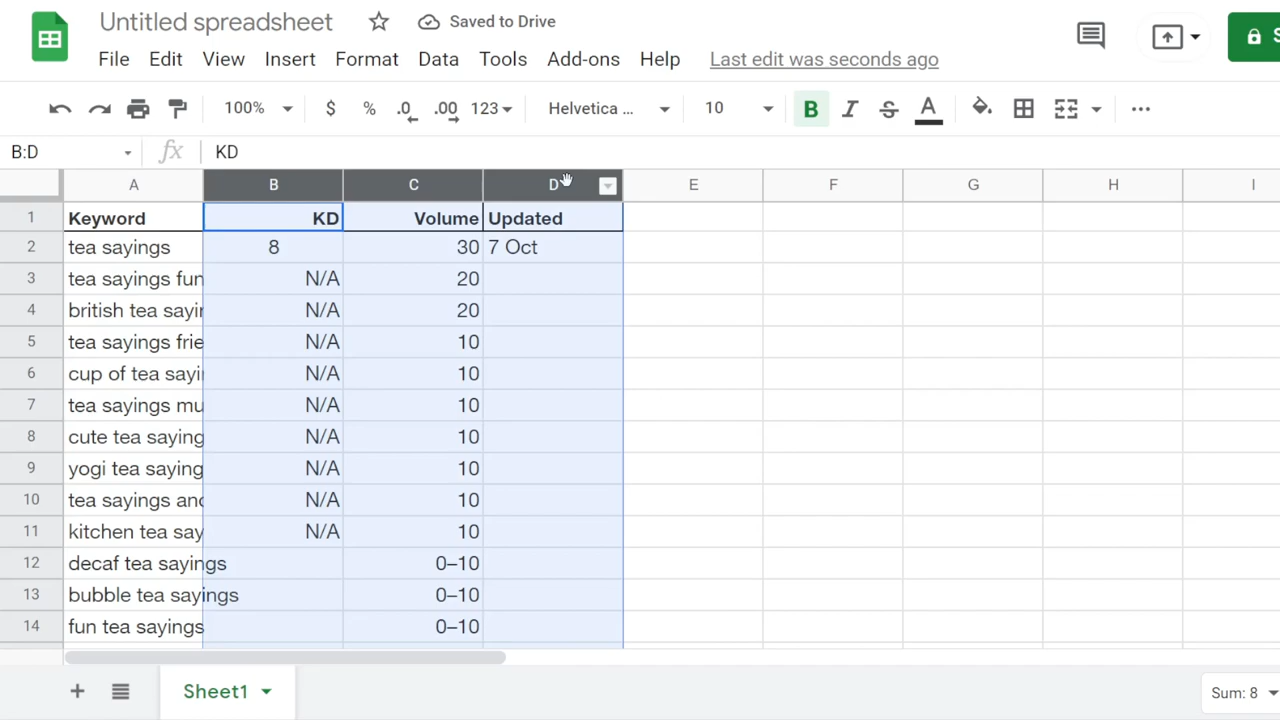 Untitled spreadsheet Saved to Drive
File Edit View Insert Format Data Tools Add-ons Help Last edit was seconds ago
100% $ % .0 .00 123 Helvetica ... 10 B I S A ...
B:D fx KD
A B C D E F G H I
1 Keyword KD Volume Updated
2 tea sayings 8 30 7 Oct
3 tea sayings fun N/A 20
4 british tea sayin N/A 20
5 tea sayings frie N/A 10
6 cup of tea sayi N/A 10
7 tea sayings mu N/A 10
8 cute tea saying N/A 10
9 yogi tea saying N/A 10
10 tea sayings and N/A 10
11 kitchen tea say N/A 10
12 decaf tea sayings 0–10
13 bubble tea sayings 0–10
14 fun tea sayings 0–10
+ Sheet1 Sum: 8